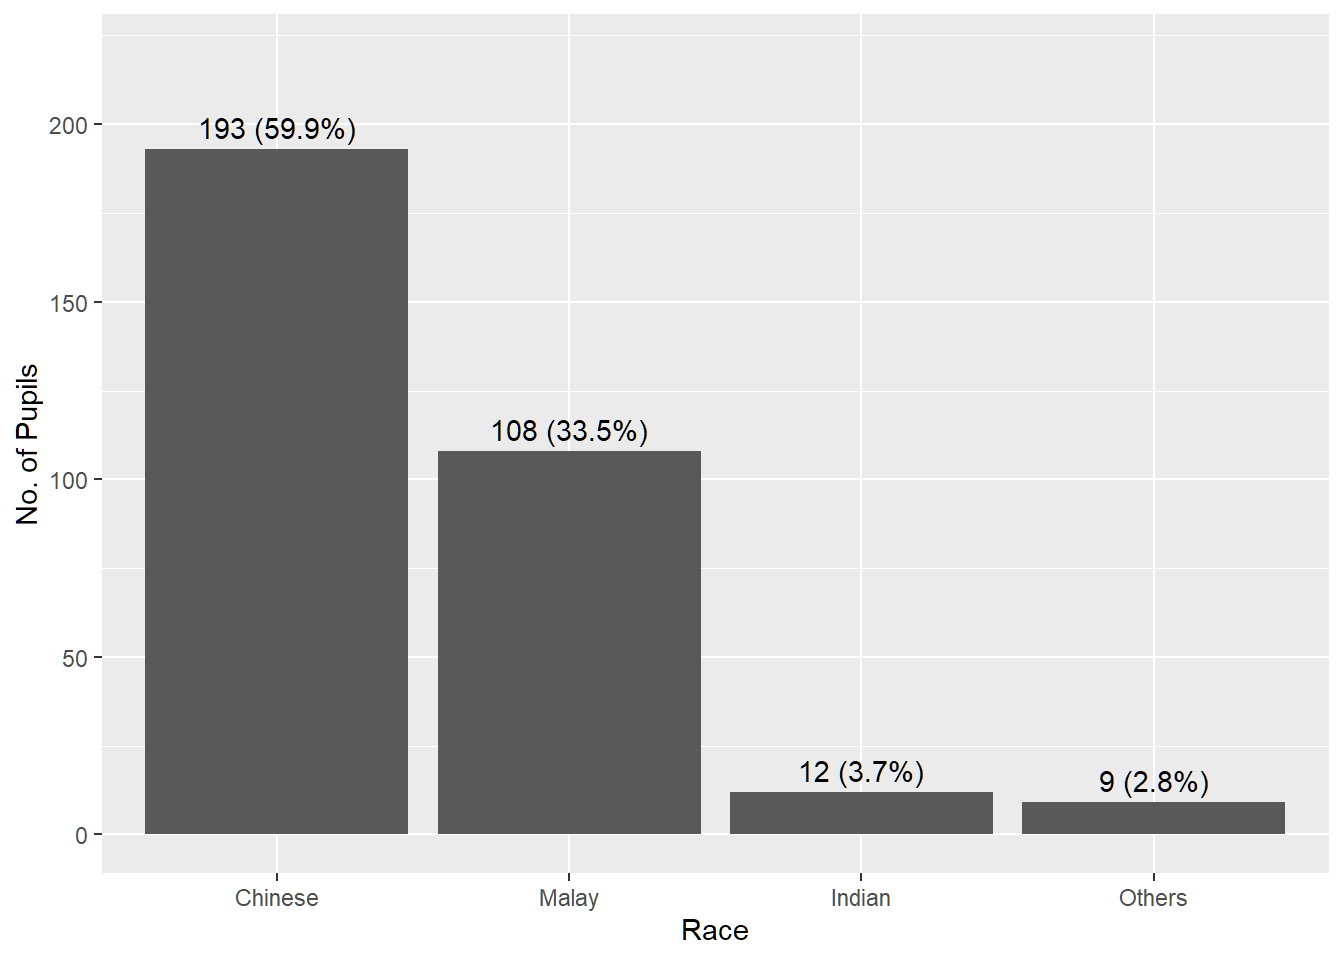 193 (59.9%)
108 (33.5%)
12 (3.7%)
9 (2.8%)
200
150
100
50
0
No. of Pupils
Chinese
Malay
Indian
Others
Race